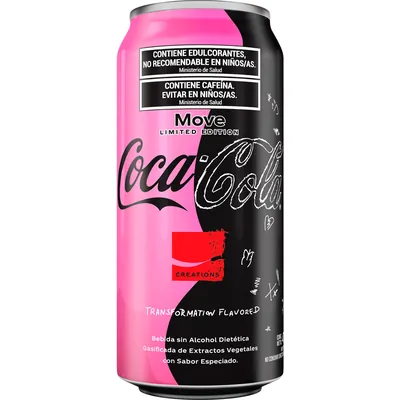 CONTIENE EDULCORANTES,
NO RECOMENDABLE EN NIÑOS/AS.
Ministerio de Salud
CONTIENE CAFEÍNA.
EVITAR EN NIÑOS/AS.
Ministerio de Salud
Move
LIMITED EDITION
Coca-Cola
CREATIONS
TRANSFORMATION FLAVORED
Bebida sin Alcohol Dietética
Gasificada de Extractos Vegetales
con Sabor Especiado.